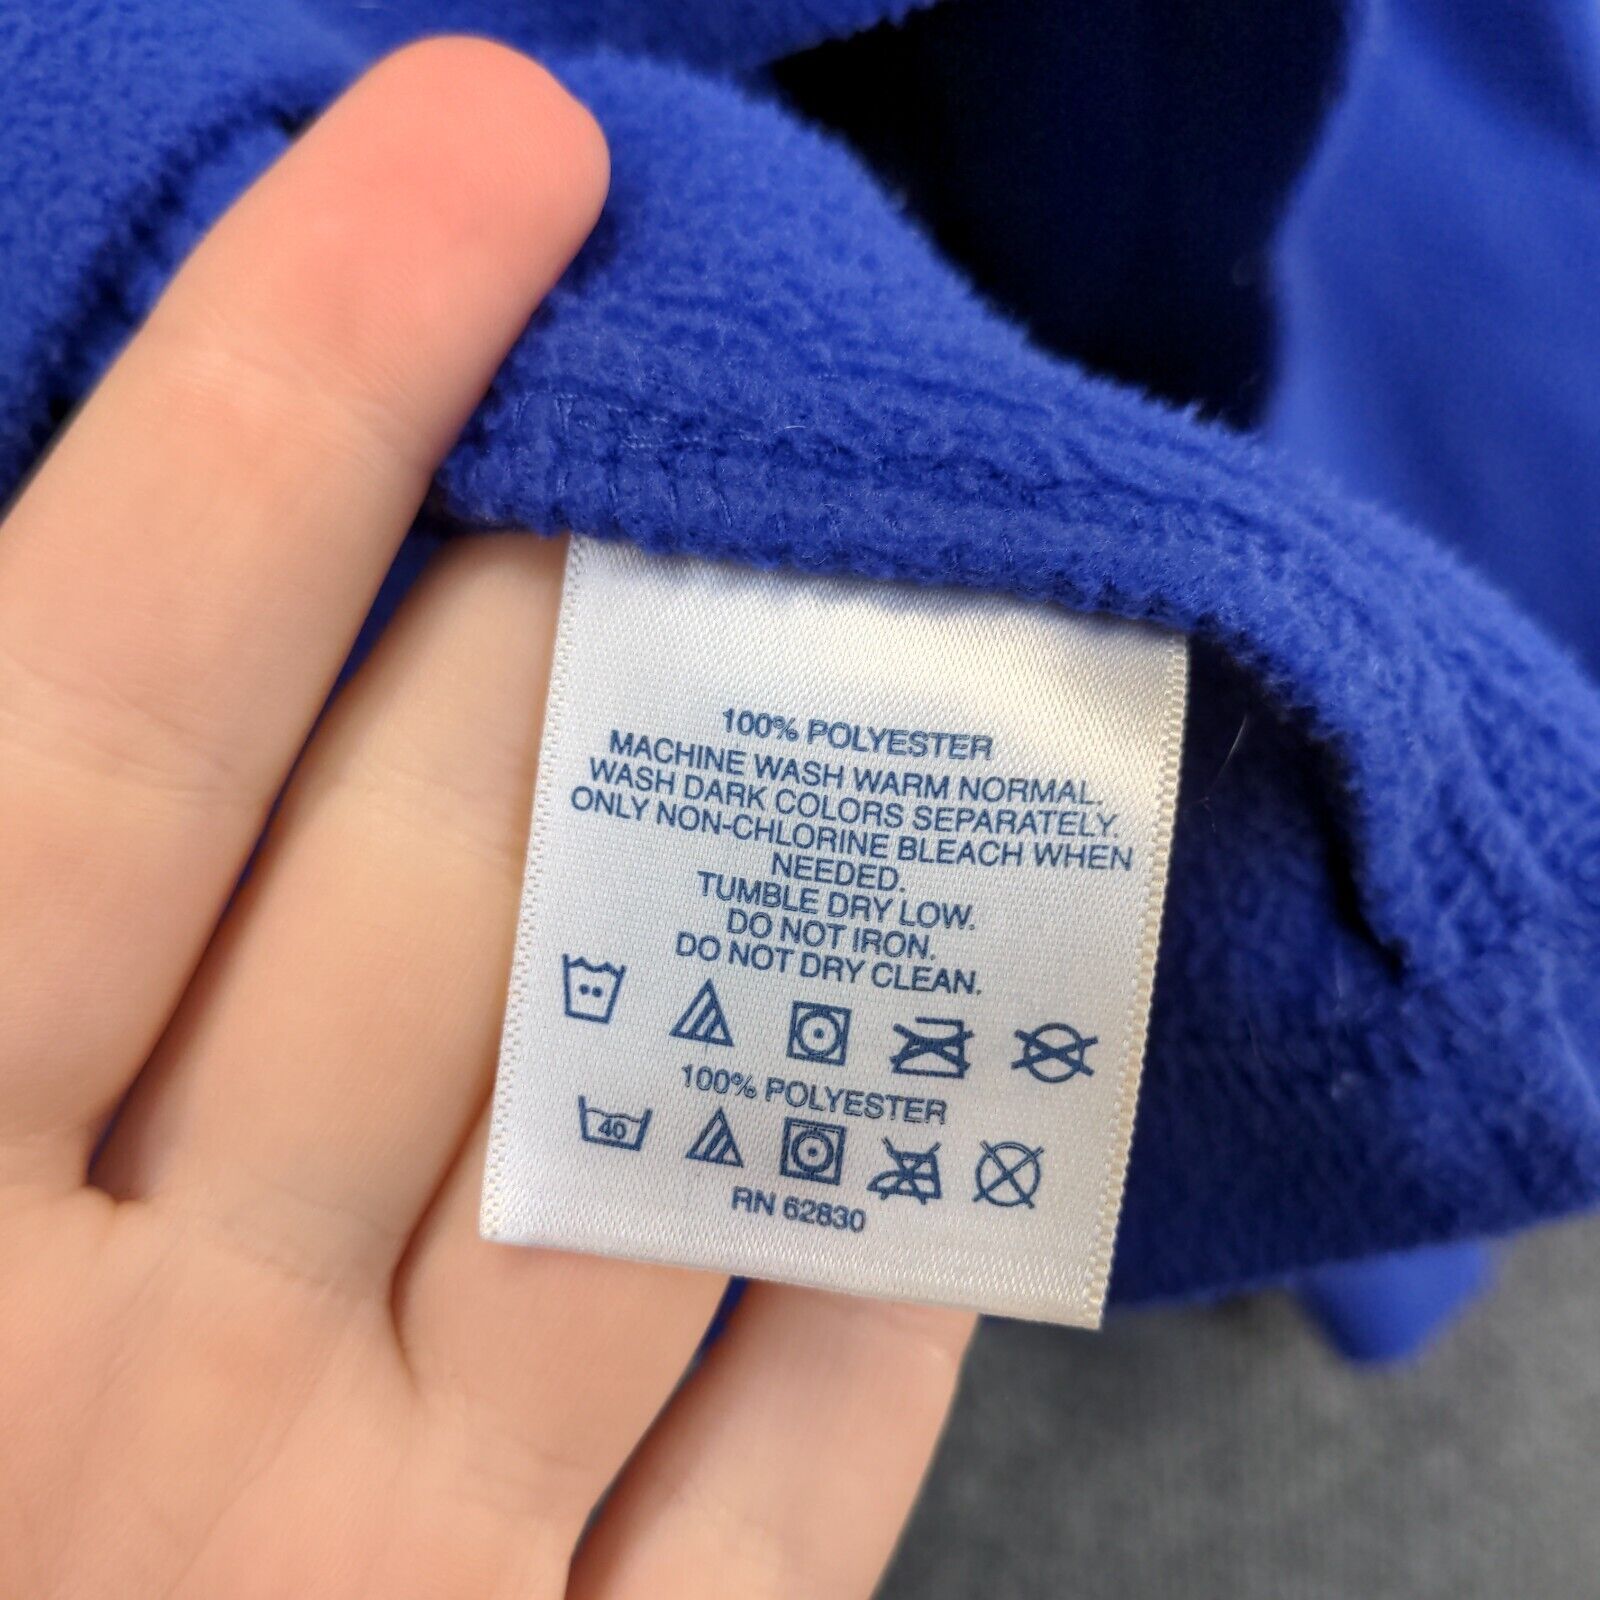 100% POLYESTER
MACHINE WASH WARM NORMAL.
WASH DARK COLORS SEPARATELY.
ONLY NON-CHLORINE BLEACH WHEN
NEEDED.
TUMBLE DRY LOW.
DO NOT IRON.
DO NOT DRY CLEAN.
100% POLYESTER
40
RN 62830